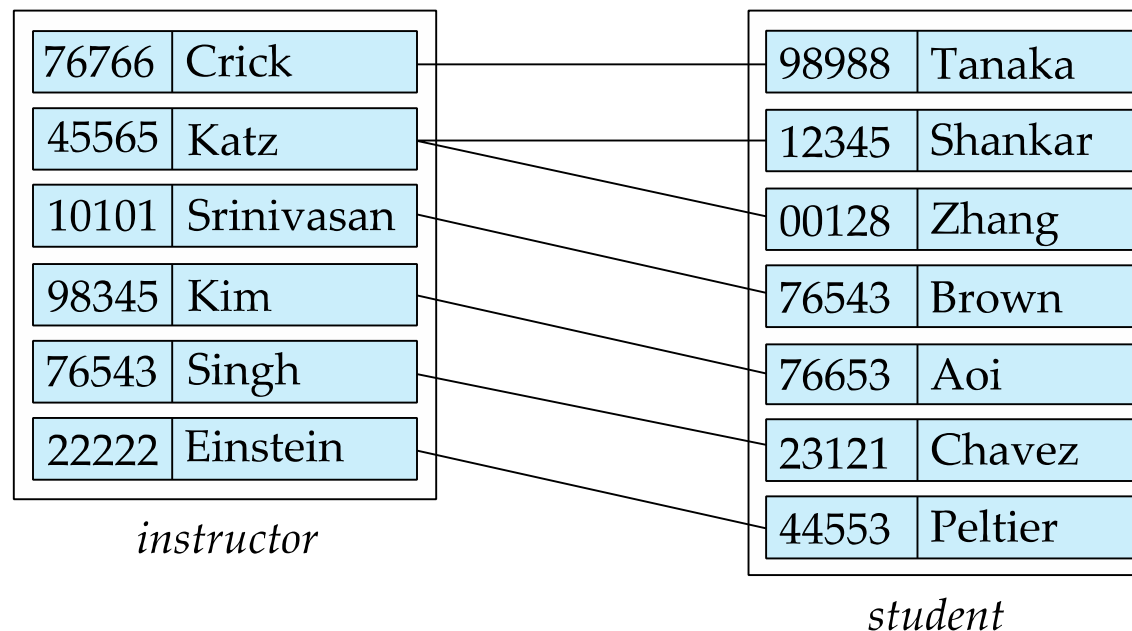 76766 Crick
45565 Katz
10101 Srinivasan
98345 Kim
76543 Singh
22222 Einstein
instructor
98988 Tanaka
12345 Shankar
00128 Zhang
76543 Brown
76653 Aoi
23121 Chavez
44553 Peltier
student